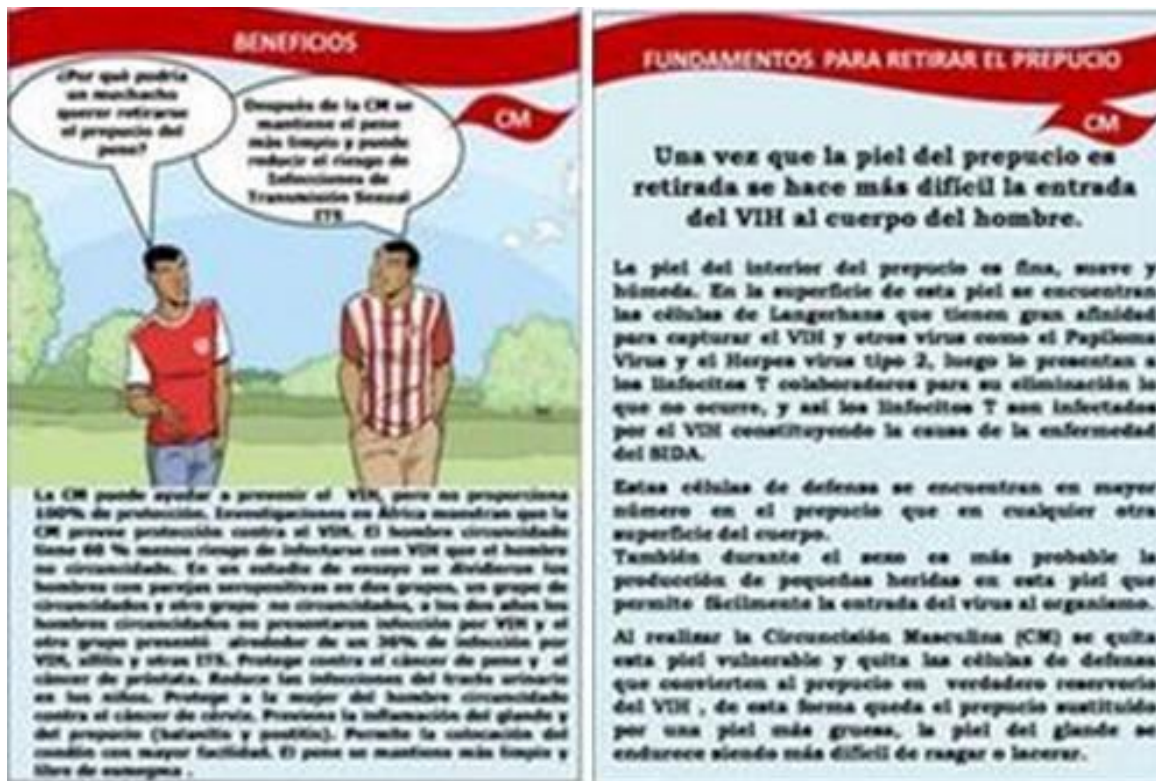 BENEFICIOS
¿Por qué podría
un muchacho
querer retirarse
el prepucio del
pene?
Después de la CM se
mantiene el pene
más limpio y puede
reducir el riesgo de
Infecciones de
Transmisión Sexual
ITS
CM
La CM puede ayudar a prevenir el VIH, pero no proporciona
100% de protección. Investigaciones en África muestran que la
CM provee protección contra el VIH. El hombre circuncidado
tiene 60 % menos riesgo de infectarse con VIH que el hombre
no circuncidado. En un estudio de ensayo se dividieron los
hombres con parejas seropositivas en dos grupos, un grupo de
circuncidados y otro grupo no circuncidados, a los dos años los
hombres circuncidados no presentaron infección por VIH y el
otro grupo presentó alrededor de un 36% de infección por
VIH, sífilis y otras ITS. Protege contra el cáncer de pene y el
cáncer de próstata. Reduce las infecciones del tracto urinario
en los niños. Protege a la mujer del hombre circuncidado
contra el cáncer de cérvix. Previene la inflamación del glande y
del prepucio (balanitis y postitis). Permite la colocación del
condón con mayor facilidad. El pene se mantiene más limpio y
libre de esmegma .
FUNDAMENTOS PARA RETIRAR EL PREPUCIO
CM
Una vez que la piel del prepucio es
retirada se hace más difícil la entrada
del VIH al cuerpo del hombre.
La piel del interior del prepucio es fina, suave y
húmeda. En la superficie de esta piel se encuentran
las células de Langerhans que tienen gran afinidad
para capturar el VIH y otros virus como el Papiloma
Virus y el Herpes virus tipo 2, luego lo presentan a
los linfocitos T colaboradores para su eliminación lo
que no ocurre, y así los linfocitos T son infectados
por el VIH constituyendo la causa de la enfermedad
del SIDA.
Estas células de defensa se encuentran en mayor
número en el prepucio que en cualquier otra
superficie del cuerpo.
También durante el sexo es más probable la
producción de pequeñas heridas en esta piel que
permite fácilmente la entrada del virus al organismo.
Al realizar la Circuncisión Masculina (CM) se quita
esta piel vulnerable y quita las células de defensa
que convierten al prepucio en verdadero reservorio
del VIH , de esta forma queda el prepucio sustituido
por una piel más gruesa, la piel del glande se
endurece siendo más difícil de rasgar o lacerar.